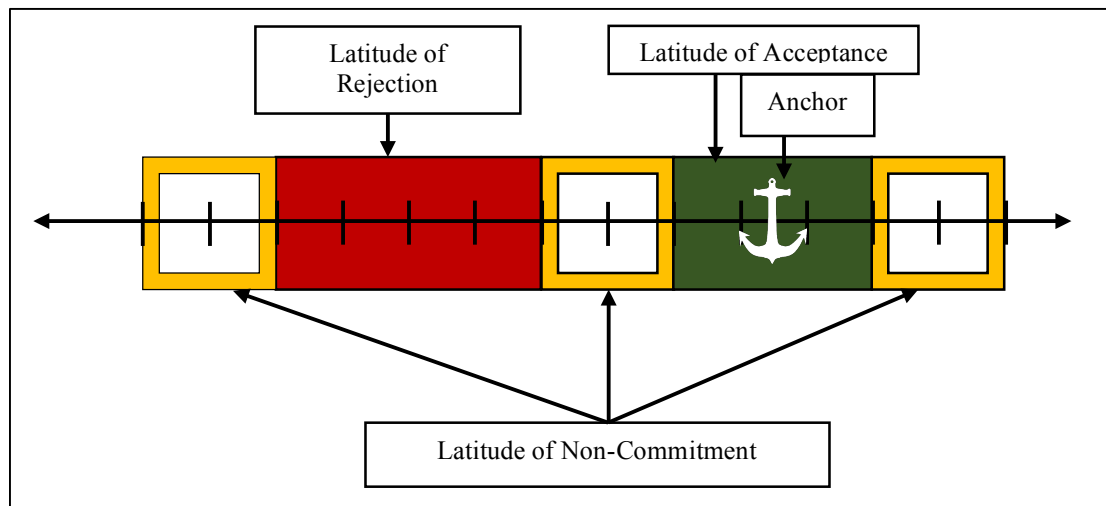 Latitude of
Rejection
Latitude of Acceptance
Anchor
Latitude of Non-Commitment